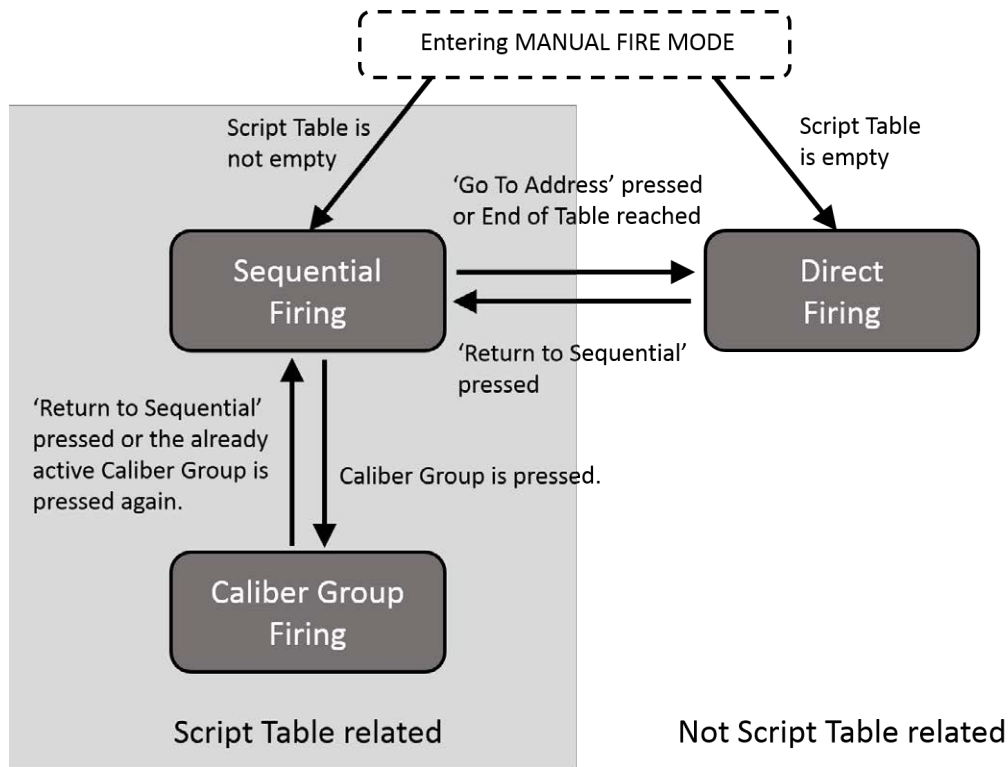 Entering MANUAL FIRE MODE
Script Table is
not empty
Script Table
is empty
‘Go To Address’ pressed
or End of Table reached
Sequential
Firing
Direct
Firing
‘Return to Sequential’
pressed
‘Return to Sequential’
pressed or the already
active Caliber Group is
pressed again.
Caliber Group is pressed.
Caliber Group
Firing
Script Table related
Not Script Table related